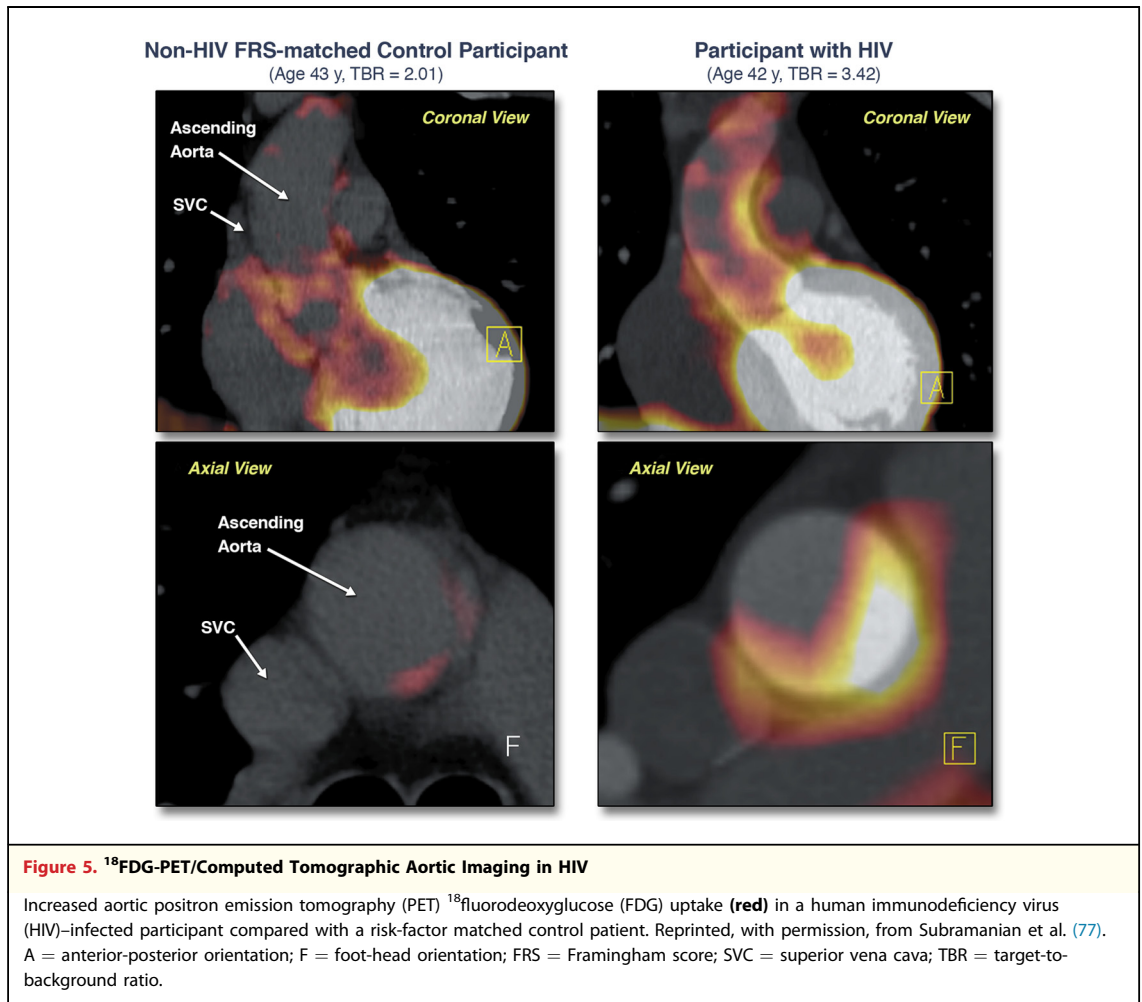 Non-HIV FRS-matched Control Participant
(Age 43 y, TBR = 2.01)
Participant with HIV
(Age 42 y, TBR = 3.42)
Coronal View
Ascending
Aorta
SVC
A
Coronal View
A
Axial View
Ascending
Aorta
SVC
F
Axial View
F
Figure 5. ¹⁸FDG-PET/Computed Tomographic Aortic Imaging in HIV
Increased aortic positron emission tomography (PET) ¹⁸fluorodeoxyglucose (FDG) uptake (red) in a human immunodeficiency virus
(HIV)–infected participant compared with a risk-factor matched control patient. Reprinted, with permission, from Subramanian et al. (77).
A = anterior-posterior orientation; F = foot-head orientation; FRS = Framingham score; SVC = superior vena cava; TBR = target-to-
background ratio.